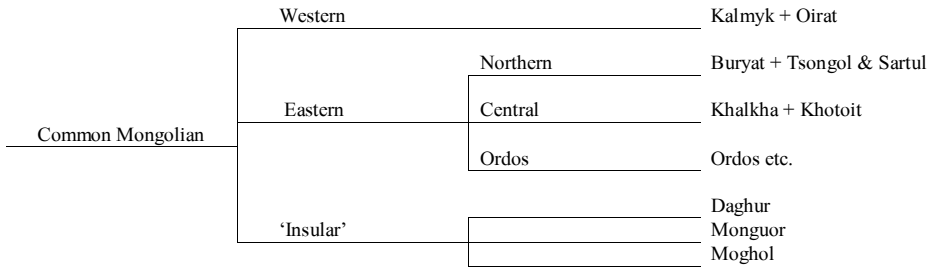 Western Kalmyk + Oirat
Northern Buryat + Tsongol & Sartul
Eastern Central Khalkha + Khotoit
Common Mongolian
Ordos Ordos etc.
Daghur
‘Insular’ Monguor
Moghol